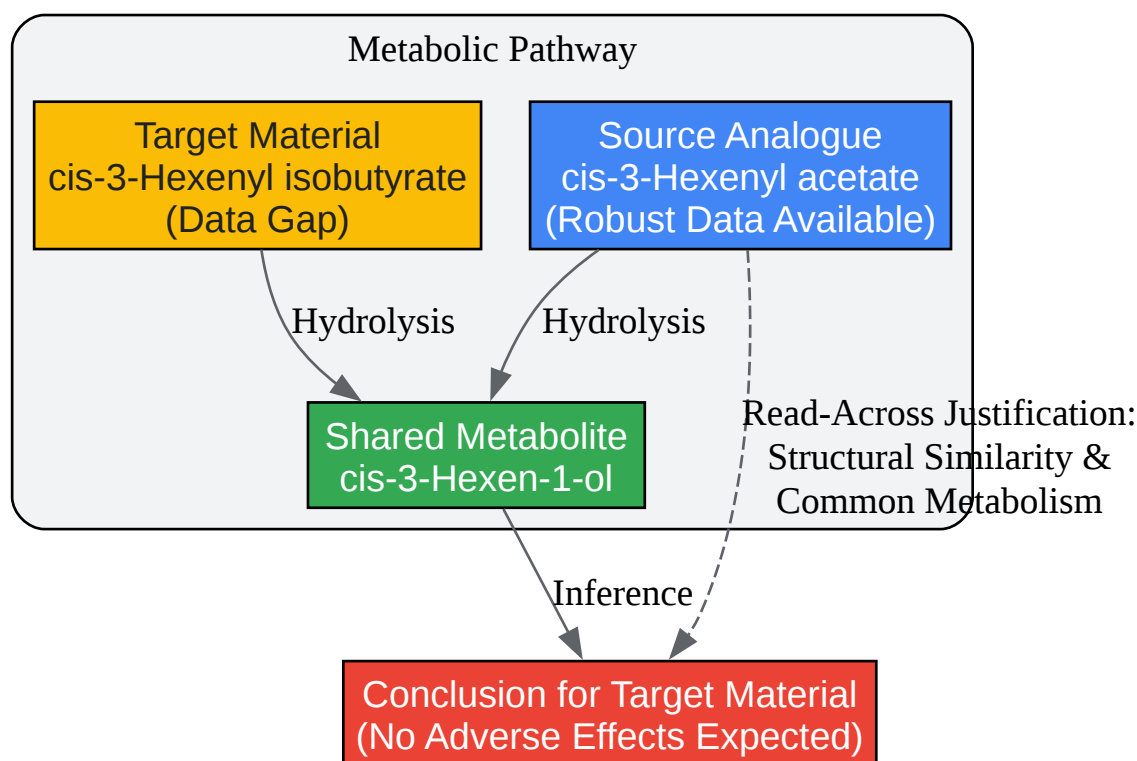 Metabolic Pathway
Target Material
cis-3-Hexenyl isobutyrate
(Data Gap)
Source Analogue
cis-3-Hexenyl acetate
(Robust Data Available)
Hydrolysis
Hydrolysis
Shared Metabolite
cis-3-Hexen-1-ol
Read-Across Justification:
Structural Similarity &
Common Metabolism
Inference
Conclusion for Target Material
(No Adverse Effects Expected)